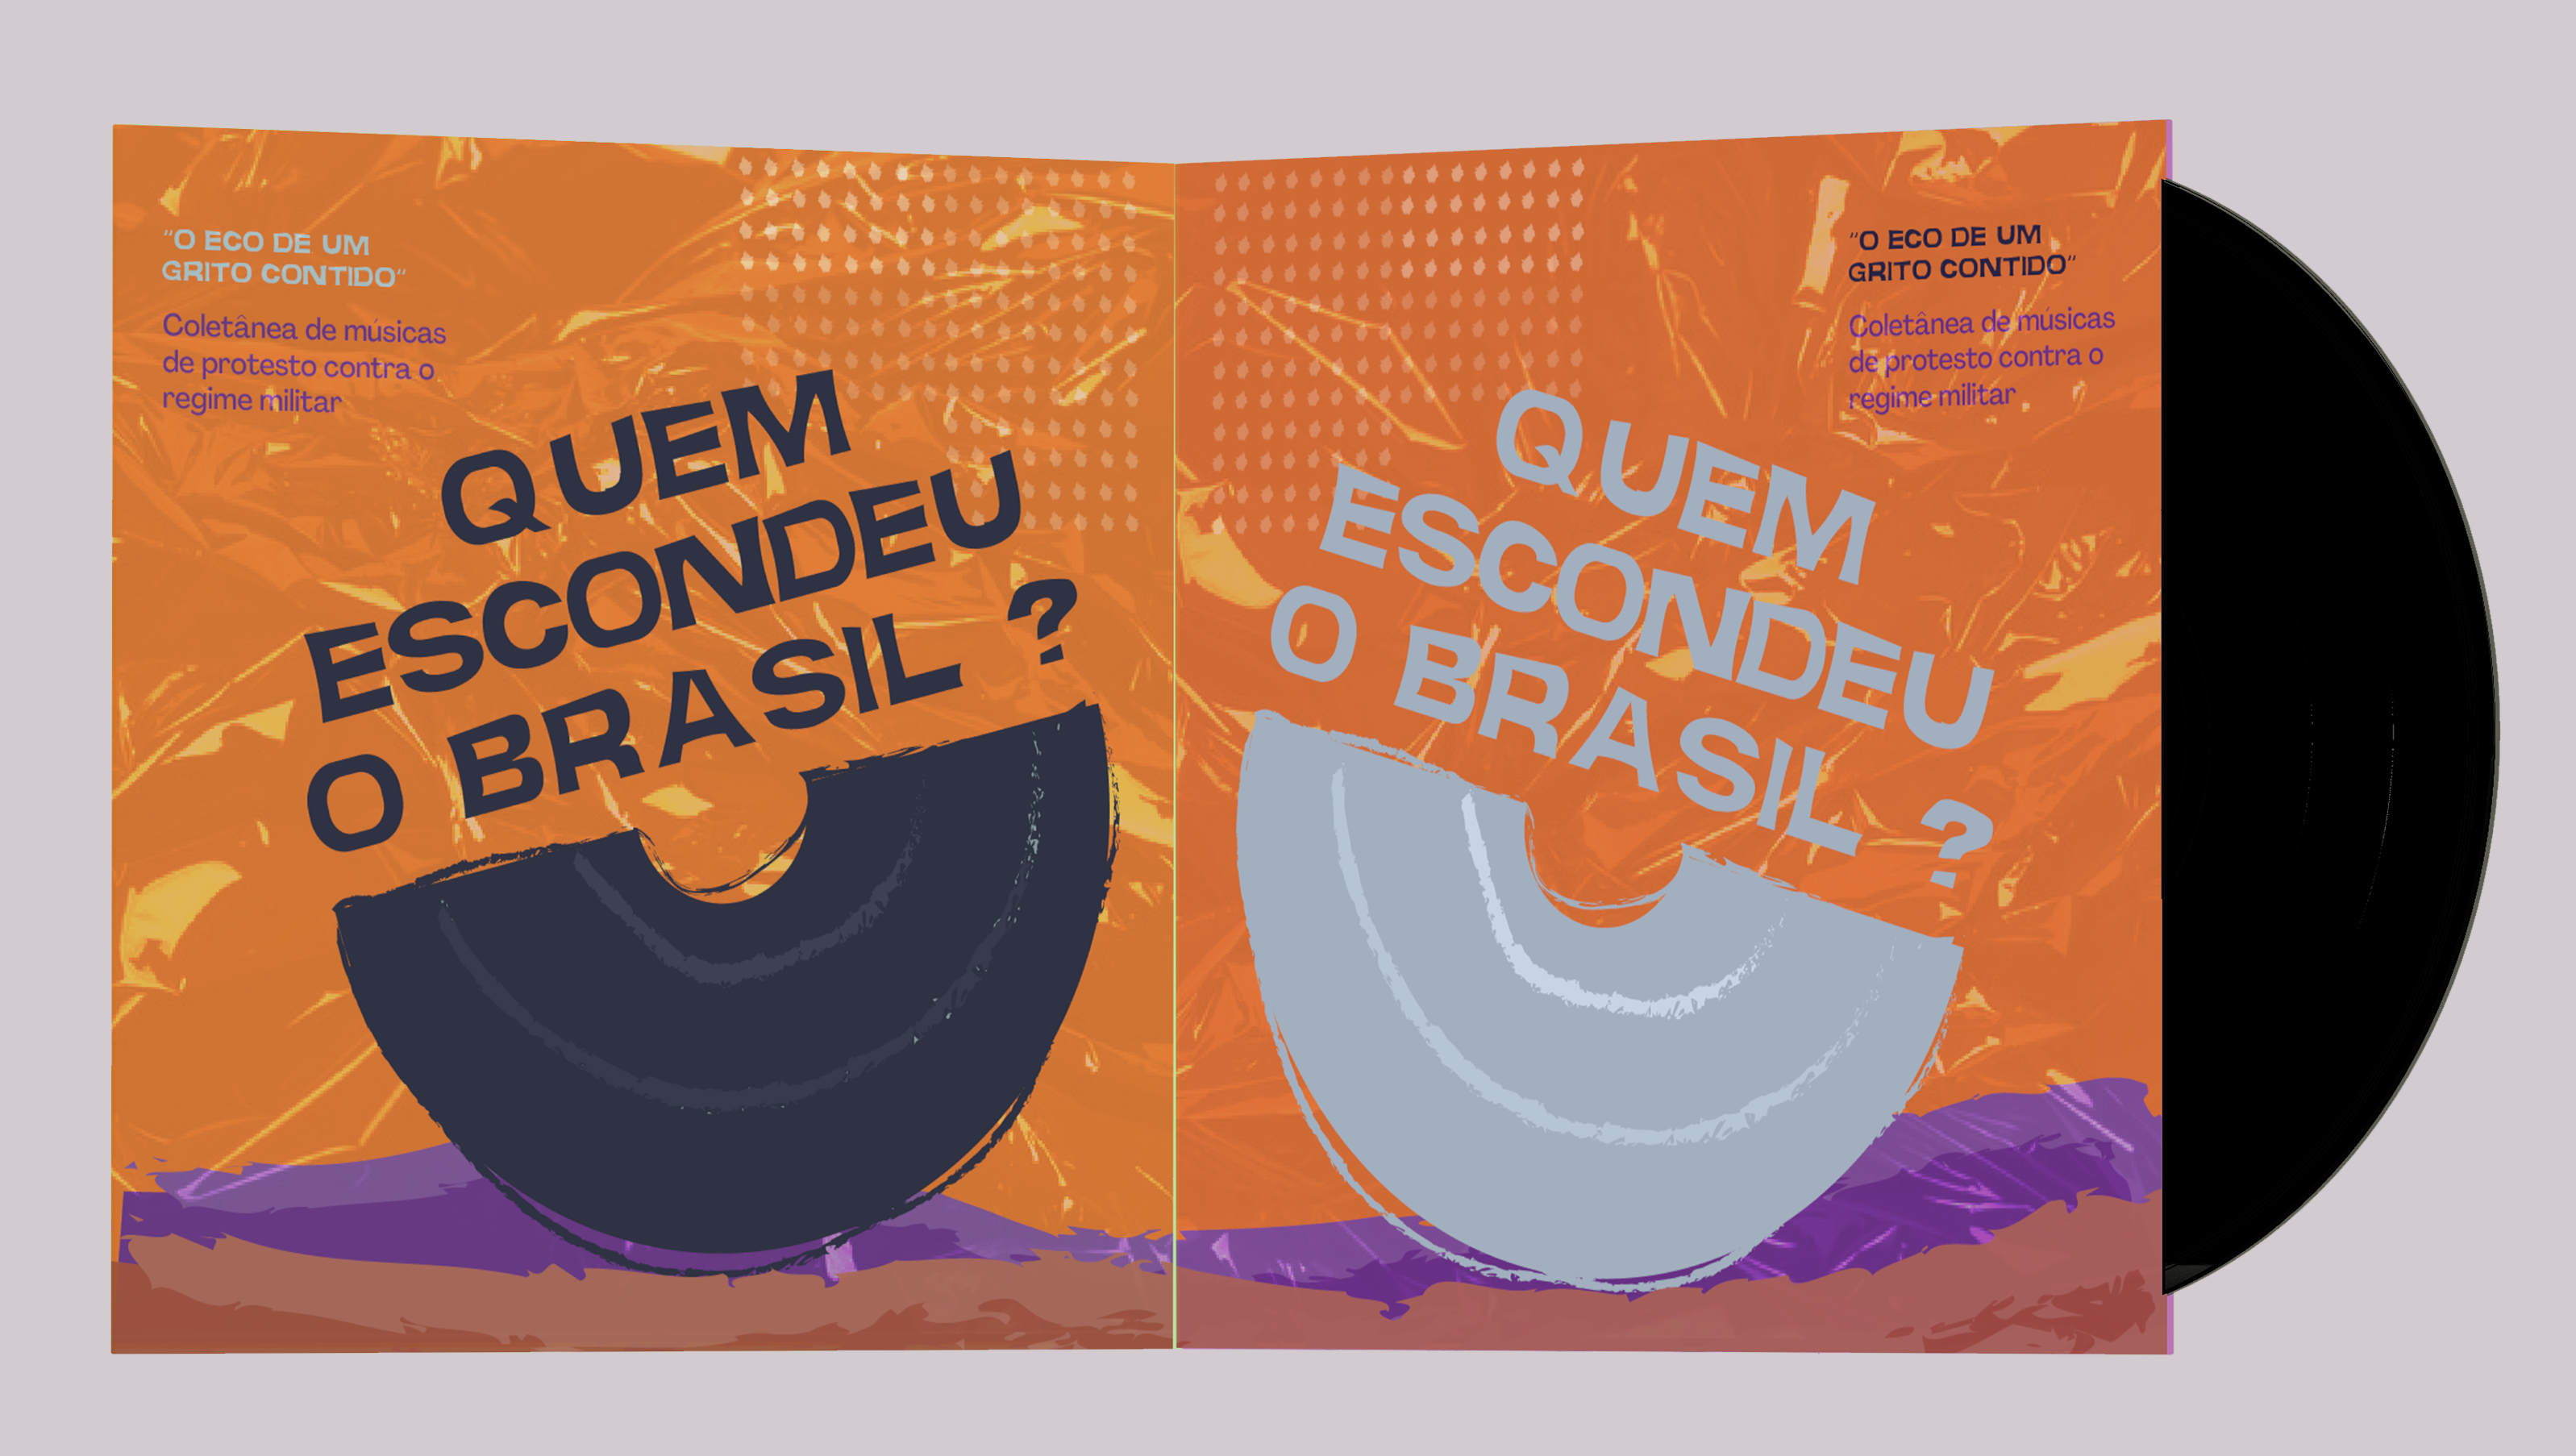 "O ECO DE UM
GRITO CONTIDO"
Coletânea de músicas
de protesto contra o
regime militar
QUEM
ESCONDEU
O BRASIL ?
"O ECO DE UM
GRITO CONTIDO"
Coletânea de músicas
de protesto contra o
regime militar
QUEM
ESCONDEU
O BRASIL ?